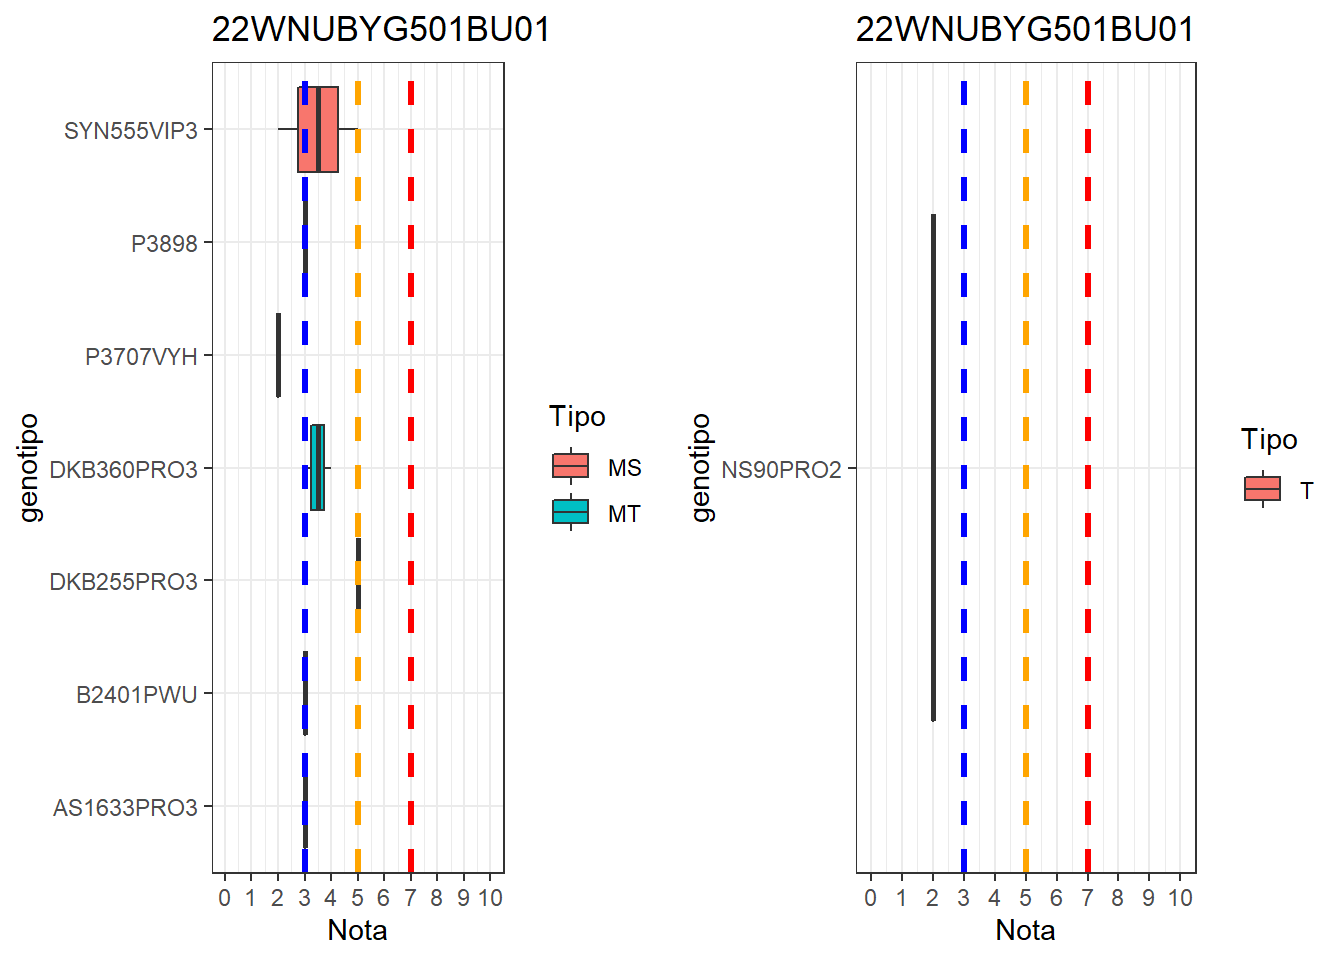 22WNUBYG501BU01
SYN555VIP3
P3898
P3707VYH
DKB360PRO3
DKB255PRO3
B2401PWU
AS1633PRO3
genotipo
0 1 2 3 4 5 6 7 8 9 10
Nota
Tipo
MS
MT
22WNUBYG501BU01
NS90PRO2
genotipo
0 1 2 3 4 5 6 7 8 9 10
Nota
Tipo
T